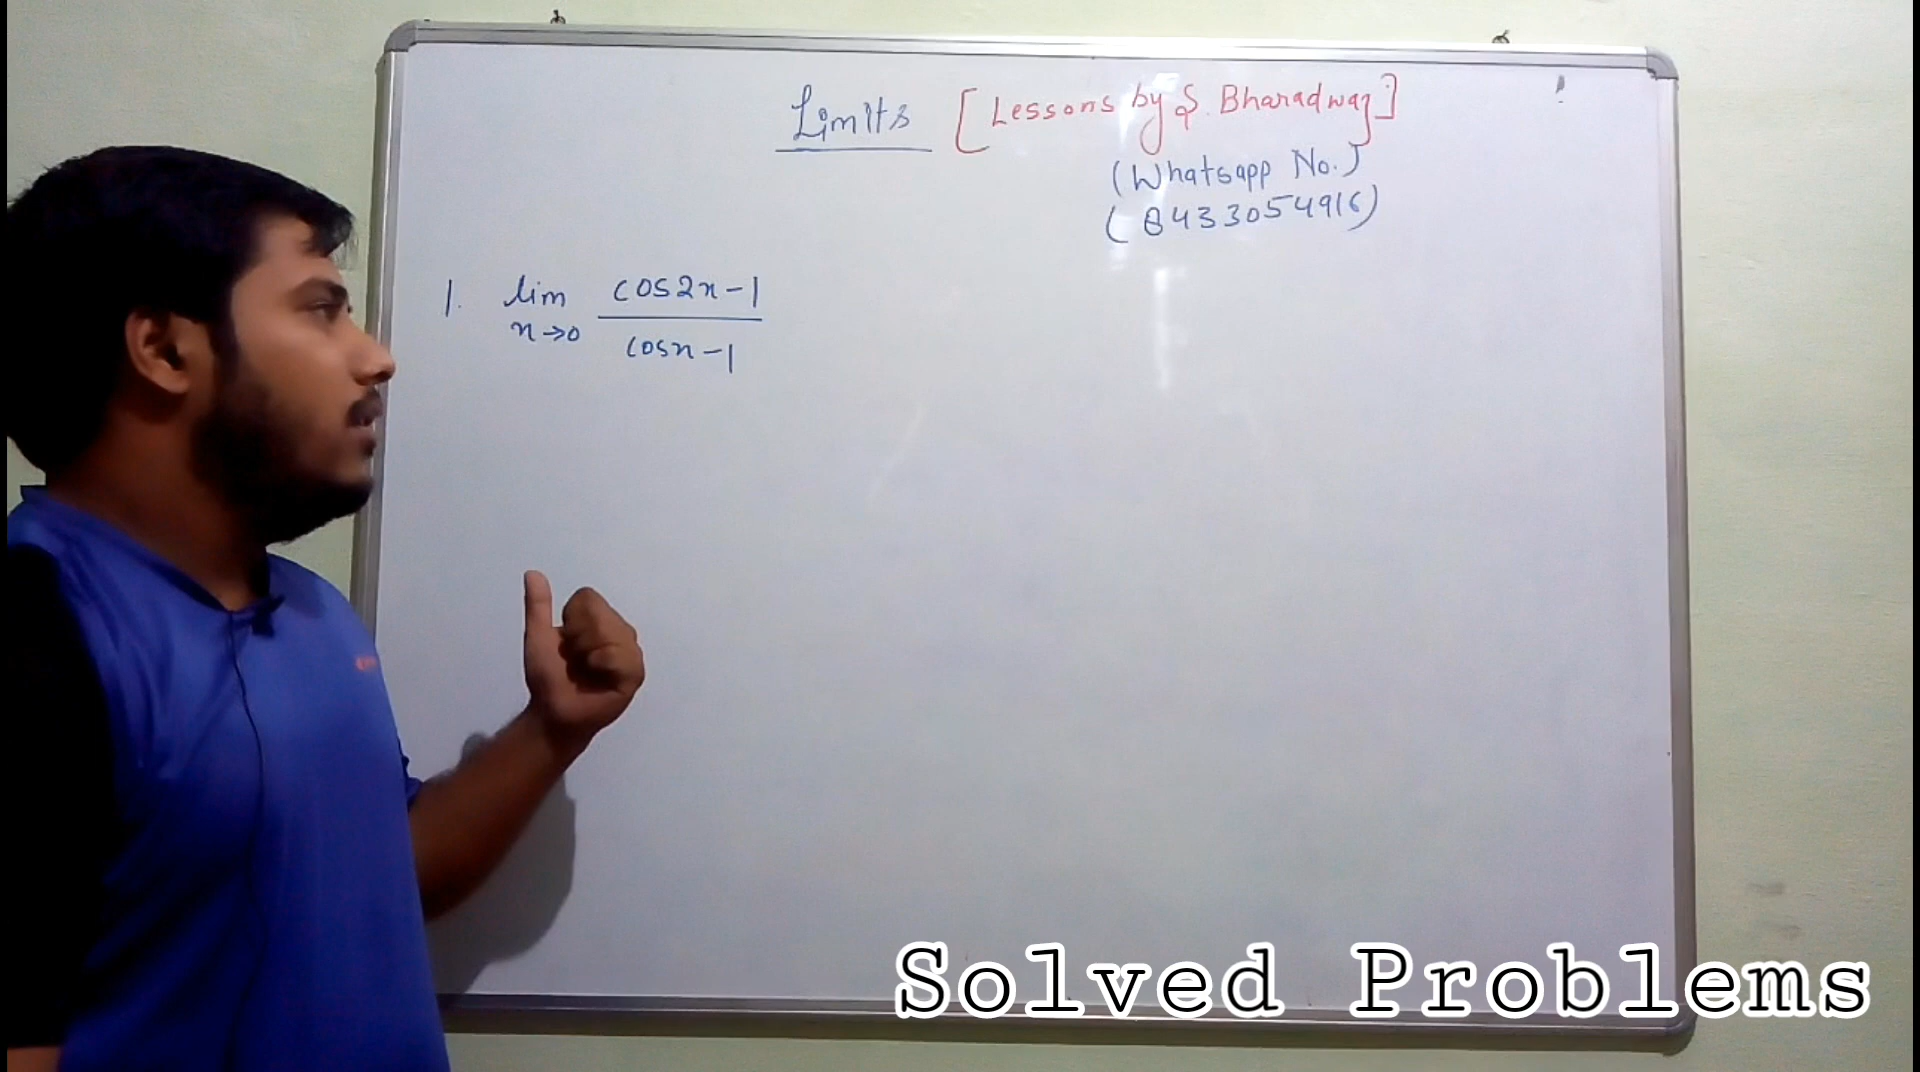 Limits [Lessons by S. Bharadwaj]
(Whatsapp No.)
(8433054916)
1. lim cos2x-1
x→0 cosx-1
Solved Problems